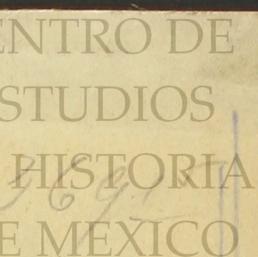 ENTRO DE
STUDIOS
HISTORIA
E MEXICO